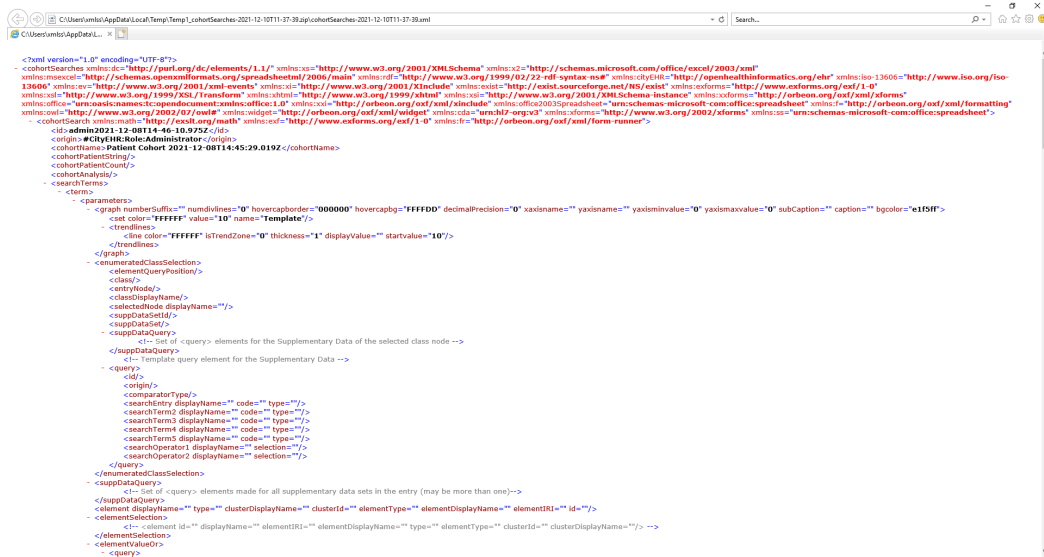 C:\Users\xmlss\AppData\Local\Temp\Temp1_cohortSearches-2021-12-10T11-37-39.zip\cohortSearches-2021-12-10T11-37-39.xml Search...
C:\Users\xmlss\AppData\L...
<?xml version="1.0" encoding="UTF-8"?>
- <cohortSearches xmlns:dc="http://purl.org/dc/elements/1.1/" xmlns:xs="http://www.w3.org/2001/XMLSchema" xmlns:x2="http://schemas.microsoft.com/office/excel/2003/xml"
xmlns:msexcel="http://schemas.openxmlformats.org/spreadsheetml/2006/main" xmlns:rdf="http://www.w3.org/1999/02/22-rdf-syntax-ns#" xmlns:cityEHR="http://openhealthinformatics.org/ehr" xmlns:iso-13606="http://www.iso.org/iso-
13606" xmlns:ev="http://www.w3.org/2001/xml-events" xmlns:xi="http://www.w3.org/2001/XInclude" xmlns:exist="http://exist.sourceforge.net/NS/exist" xmlns:exforms="http://www.exforms.org/exf/1-0"
xmlns:xsl="http://www.w3.org/1999/XSL/Transform" xmlns:xhtml="http://www.w3.org/1999/xhtml" xmlns:xsi="http://www.w3.org/2001/XMLSchema-instance" xmlns:xxforms="http://orbeon.org/oxf/xml/xforms"
xmlns:office="urn:oasis:names:tc:opendocument:xmlns:office:1.0" xmlns:xxi="http://orbeon.org/oxf/xml/xinclude" xmlns:office2003Spreadsheet="urn:schemas-microsoft-com:office:spreadsheet" xmlns:f="http://orbeon.org/oxf/xml/formatting"
xmlns:owl="http://www.w3.org/2002/07/owl#" xmlns:widget="http://orbeon.org/oxf/xml/widget" xmlns:cda="urn:hl7-org:v3" xmlns:xforms="http://www.w3.org/2002/xforms" xmlns:ss="urn:schemas-microsoft-com:office:spreadsheet">
- <cohortSearch xmlns:math="http://exslt.org/math" xmlns:exf="http://www.exforms.org/exf/1-0" xmlns:fr="http://orbeon.org/oxf/xml/form-runner">
<id>admin2021-12-08T14-46-10.975Z</id>
<origin>#CityEHR:Role:Administrator</origin>
<cohortName>Patient Cohort 2021-12-08T14:45:29.019Z</cohortName>
<cohortPatientString/>
<cohortPatientCount/>
<cohortAnalysis/>
- <searchTerms>
- <term>
- <parameters>
- <graph numberSuffix="" numdivlines="0" hovercapborder="000000" hovercapbg="FFFFDD" decimalPrecision="0" xaxisname="" yaxisname="" yaxisminvalue="0" yaxismaxvalue="0" subCaption="" caption="" bgcolor="e1f5ff">
<set color="FFFFFF" value="10" name="Template"/>
- <trendlines>
<line color="FFFFFF" isTrendZone="0" thickness="1" displayValue="" startvalue="10"/>
</trendlines>
</graph>
- <enumeratedClassSelection>
<elementQueryPosition/>
<class/>
<entryNode/>
<classDisplayName/>
<selectedNode displayName=""/>
<suppDataSetId/>
<suppDataSet/>
- <suppDataQuery>
<!-- Set of <query> elements for the Supplementary Data of the selected class node -->
</suppDataQuery>
<!-- Template query element for the Supplementary Data -->
- <query>
<id/>
<origin/>
<comparatorType/>
<searchEntry displayName="" code="" type=""/>
<searchTerm2 displayName="" code="" type=""/>
<searchTerm3 displayName="" code="" type=""/>
<searchTerm4 displayName="" code="" type=""/>
<searchTerm5 displayName="" code="" type=""/>
<searchOperator1 displayName="" selection=""/>
<searchOperator2 displayName="" selection=""/>
</query>
</enumeratedClassSelection>
- <suppDataQuery>
<!-- Set of <query> elements made for all supplementary data sets in the entry (may be more than one)-->
</suppDataQuery>
<element displayName="" type="" clusterDisplayName="" clusterId="" elementType="" elementDisplayName="" elementIRI="" id=""/>
- <elementSelection>
<!-- <element id="" displayName="" elementIRI="" elementDisplayName="" type="" elementType="" clusterId="" clusterDisplayName=""/> -->
</elementSelection>
- <elementValueOr>
- <query>